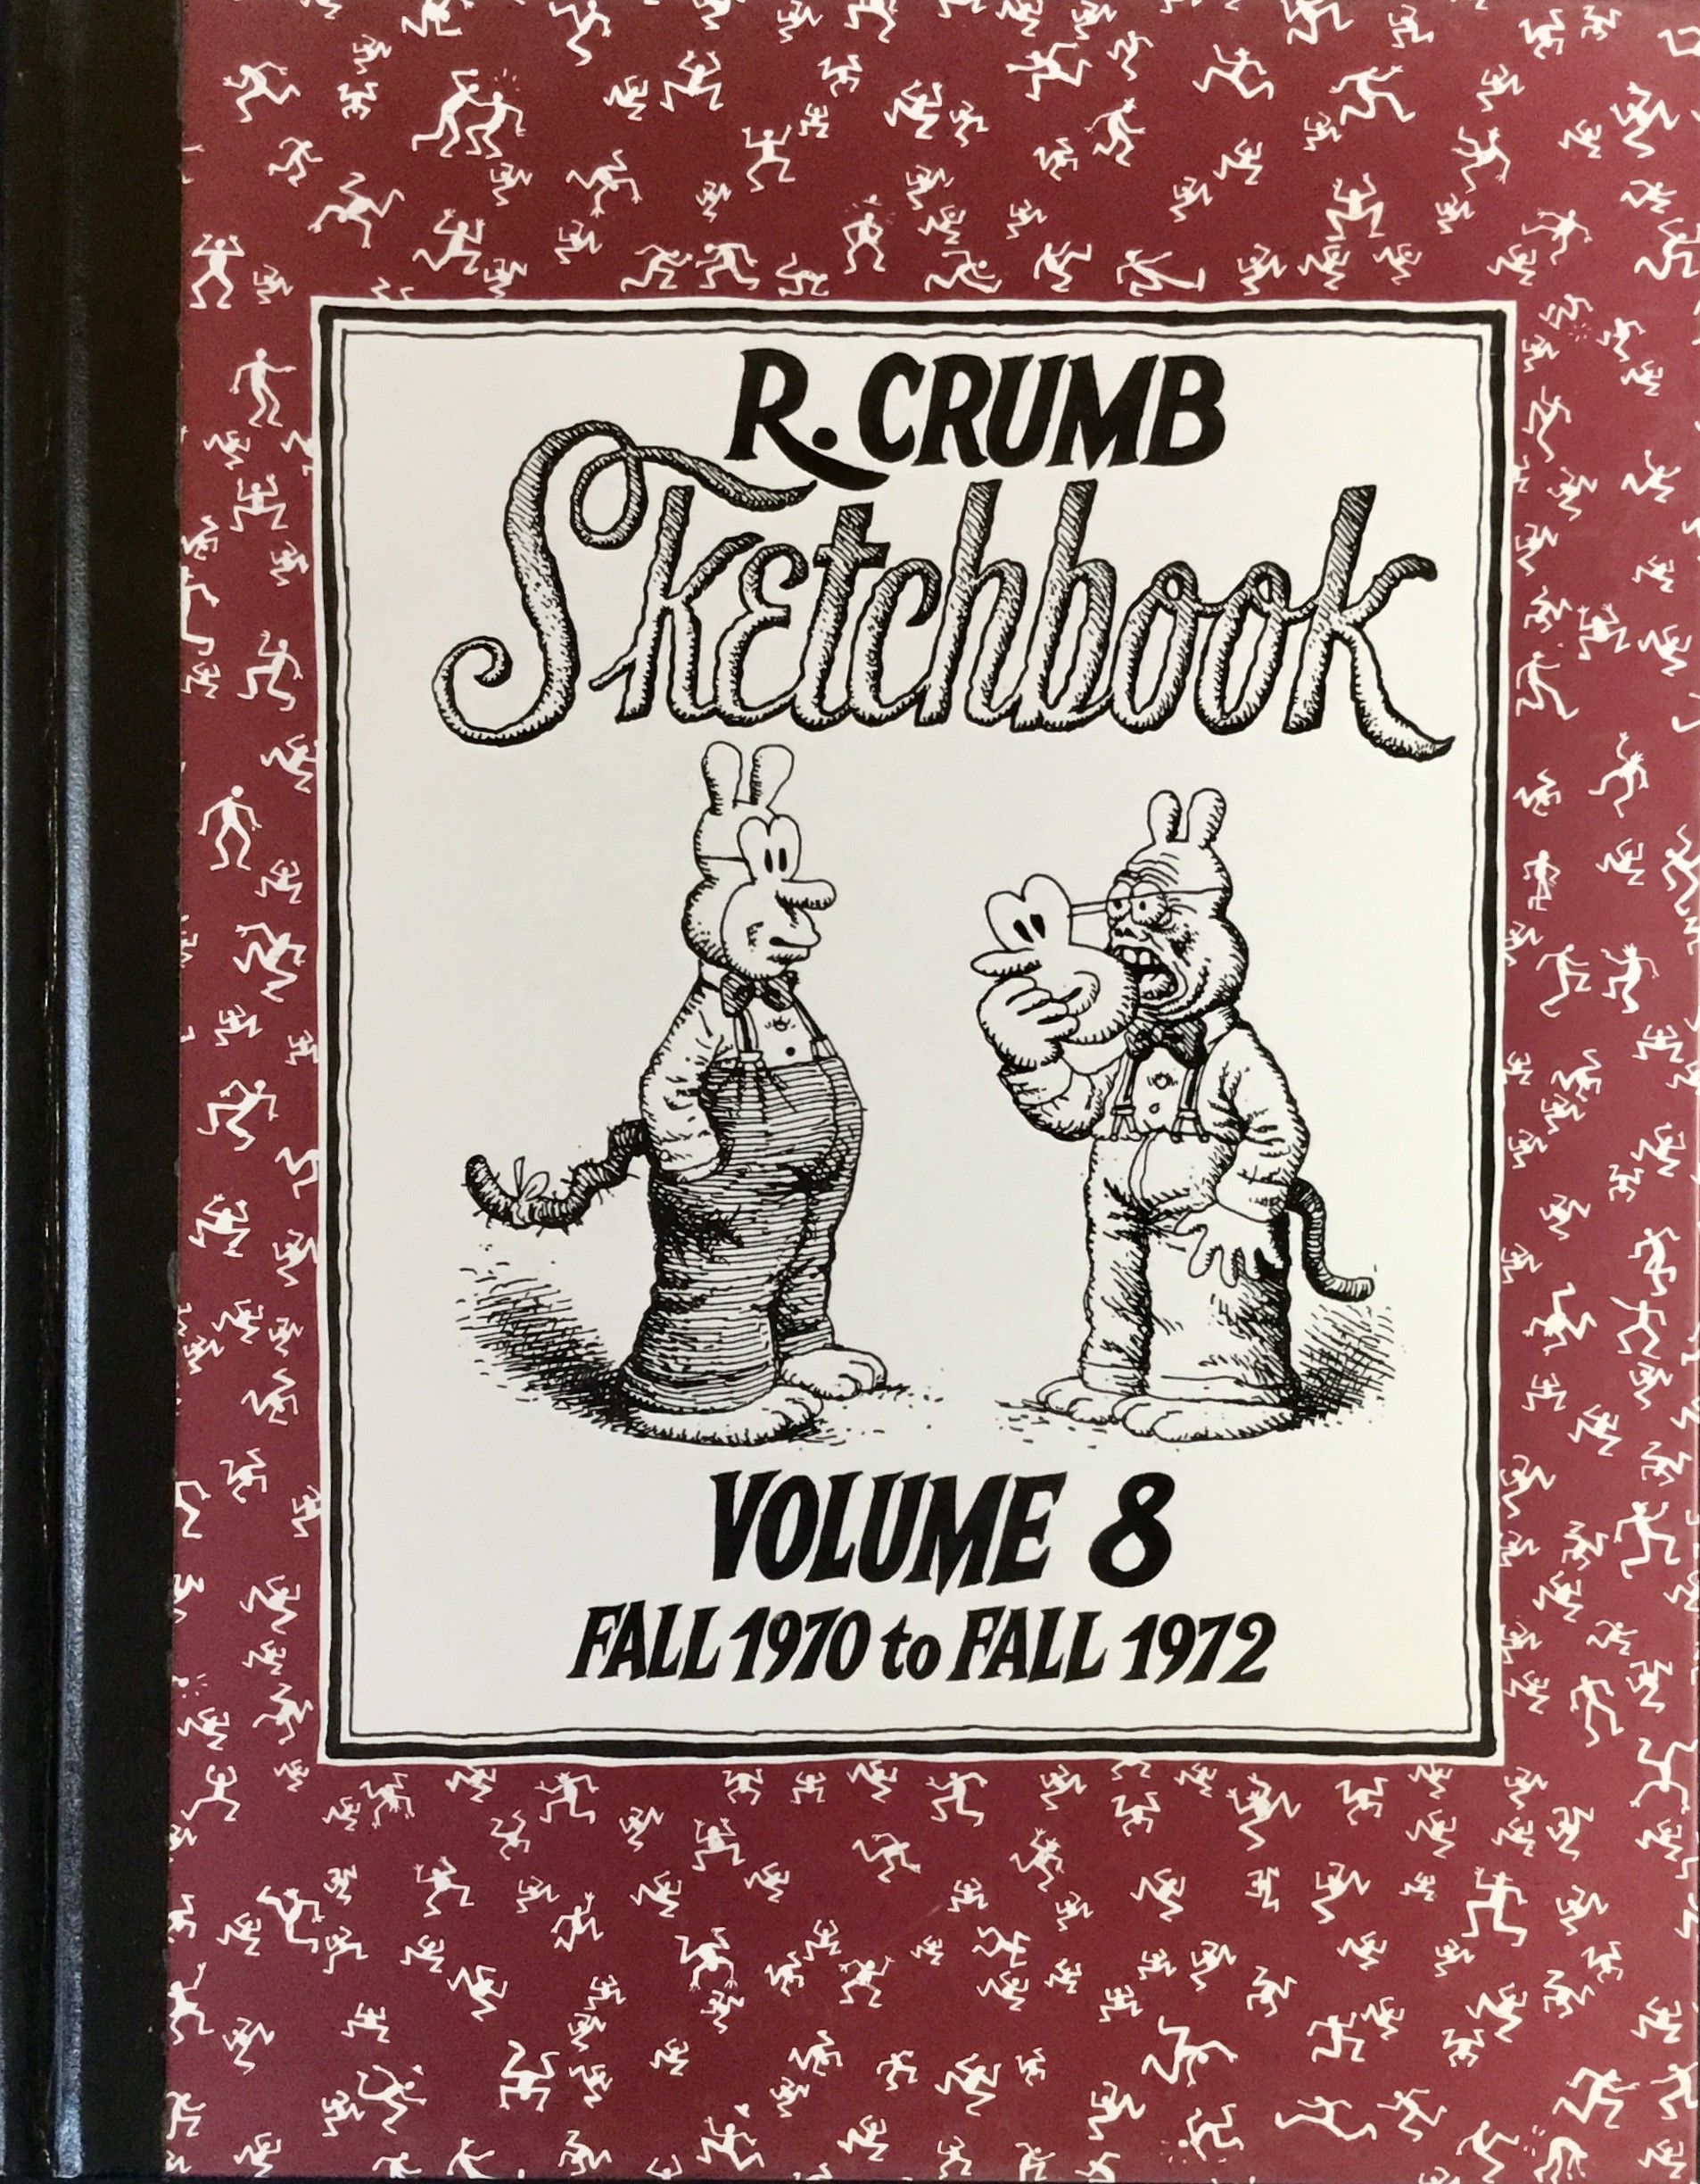 R. CRUMB
Sketchbook
VOLUME 8
FALL 1970 to FALL 1972